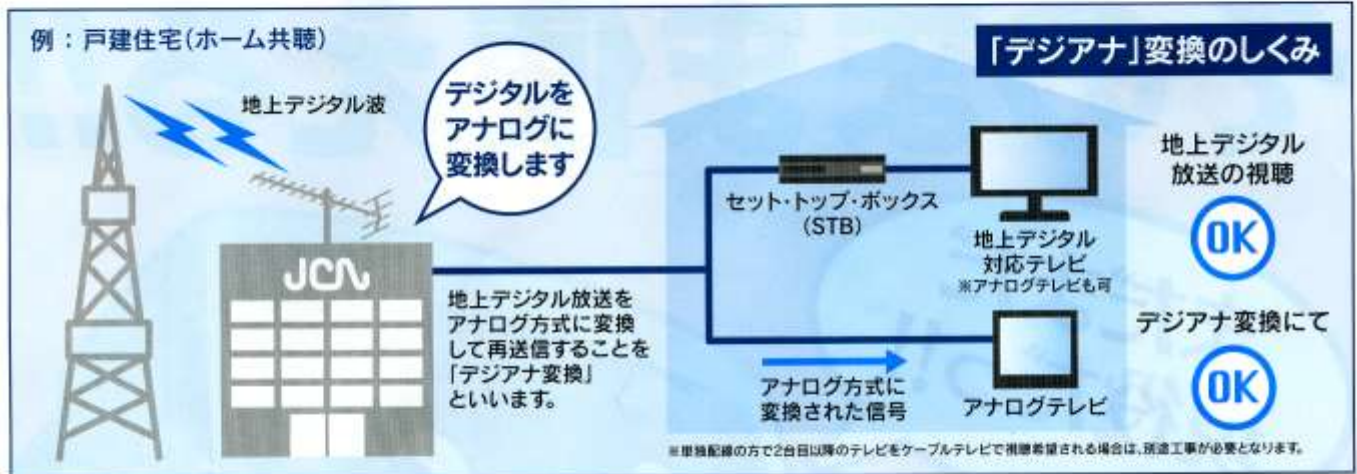 例：戸建住宅(ホーム共聴)
「デジアナ」変換のしくみ
地上デジタル波
デジタルを
アナログに
変換します
JCN
地上デジタル放送を
アナログ方式に変換
して再送信することを
「デジアナ変換」
といいます。
セット・トップ・ボックス
(STB)
地上デジタル
対応テレビ
※アナログテレビも可
地上デジタル
放送の視聴
OK
アナログ方式に
変換された信号
アナログテレビ
デジアナ変換にて
OK
※単独配線の方で2台目以降のテレビをケーブルテレビで視聴希望される場合は、別途工事が必要となります。